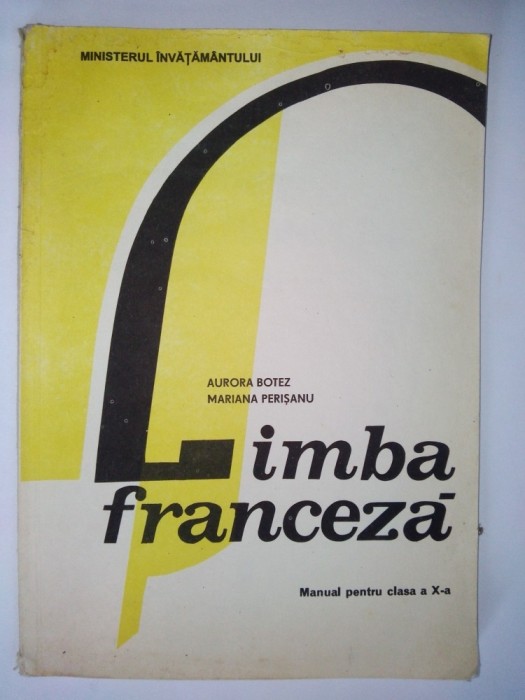 MINISTERUL ÎNVĂȚĂMÂNTULUI
AURORA BOTEZ
MARIANA PERIȘANU
Limba
franceză
Manual pentru clasa a X-a